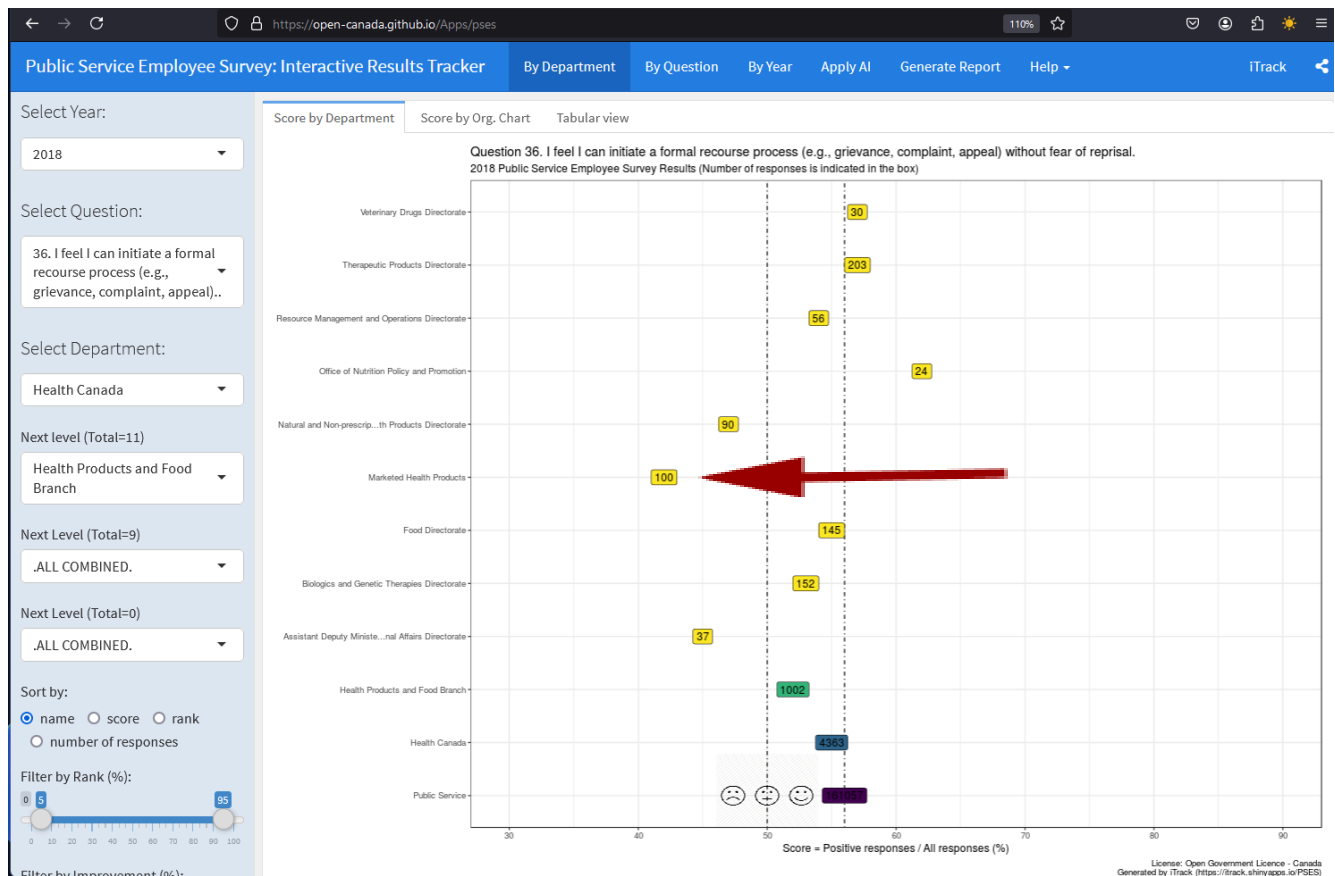 https://open-canada.github.io/Apps/pses 110%
Public Service Employee Survey: Interactive Results Tracker By Department By Question By Year Apply AI Generate Report Help iTrack
Select Year:
2018
Select Question:
36. I feel I can initiate a formal
recourse process (e.g.,
grievance, complaint, appeal)..
Select Department:
Health Canada
Next level (Total=11)
Health Products and Food
Branch
Next Level (Total=9)
.ALL COMBINED.
Next Level (Total=0)
.ALL COMBINED.
Sort by:
name score rank
number of responses
Filter by Rank (%):
0 5 95
0 10 20 30 40 50 60 70 80 90 100
Filter by Improvement (%):
Score by Department Score by Org. Chart Tabular view
Question 36. I feel I can initiate a formal recourse process (e.g., grievance, complaint, appeal) without fear of reprisal.
2018 Public Service Employee Survey Results (Number of responses is indicated in the box)
Veterinary Drugs Directorate 30
Therapeutic Products Directorate 203
Resource Management and Operations Directorate 56
Office of Nutrition Policy and Promotion 24
Natural and Non-prescrip...th Products Directorate 90
Marketed Health Products 100
Food Directorate 145
Biologics and Genetic Therapies Directorate 152
Assistant Deputy Ministe...nal Affairs Directorate 37
Health Products and Food Branch 1002
Health Canada 4363
Public Service
30 40 50 60 70 80 90
Score = Positive responses / All responses (%)
License: Open Government Licence - Canada
Generated by iTrack (https://itrack.shinyapps.io/PSES)